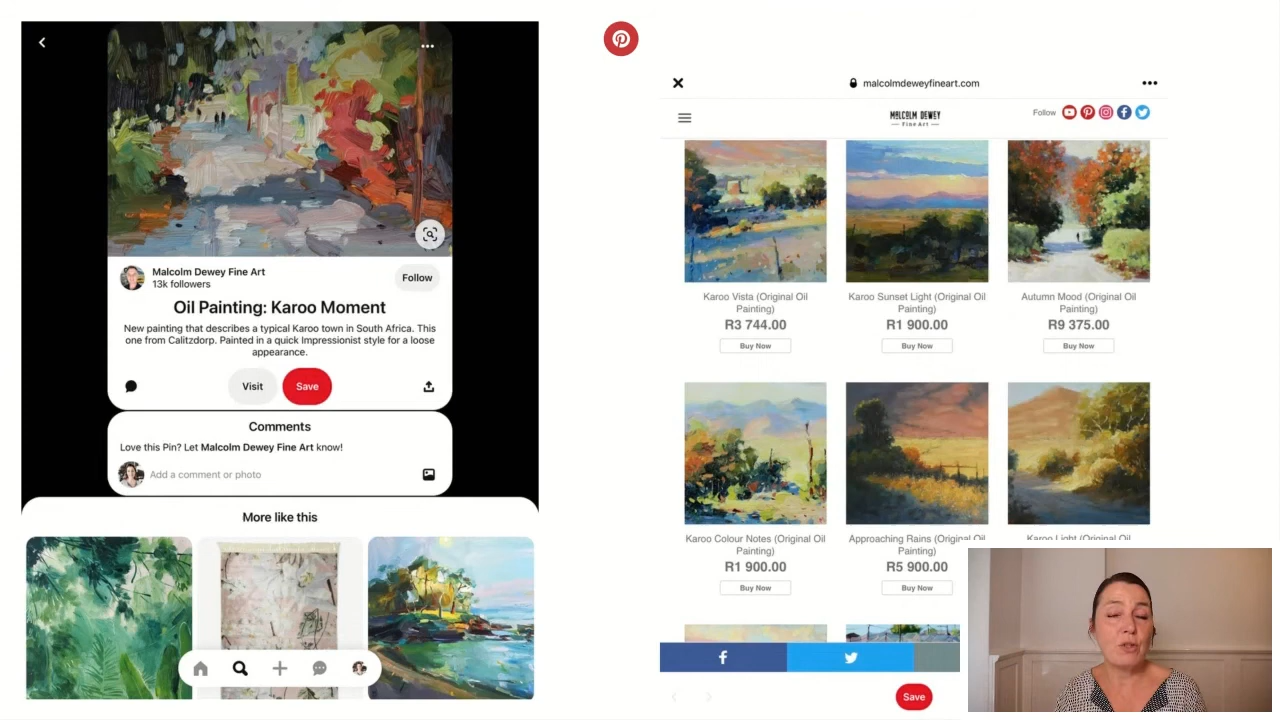 Malcolm Dewey Fine Art
13k followers
Follow
Oil Painting: Karoo Moment
New painting that describes a typical Karoo town in South Africa. This
one from Calitzdorp. Painted in a quick Impressionist style for a loose
appearance.
Visit
Save
Comments
Love this Pin? Let Malcolm Dewey Fine Art know!
Add a comment or photo
More like this
malcolmdeweyfineart.com
MALCOLM DEWEY
Fine Art
Follow
Karoo Vista (Original Oil
Painting)
R3 744.00
Buy Now
Karoo Sunset Light (Original Oil
Painting)
R1 900.00
Buy Now
Autumn Mood (Original Oil
Painting)
R9 375.00
Buy Now
Karoo Colour Notes (Original Oil
Painting)
R1 900.00
Buy Now
Approaching Rains (Original Oil
Painting)
R5 900.00
Buy Now
Karoo Light (Original Oil
Save